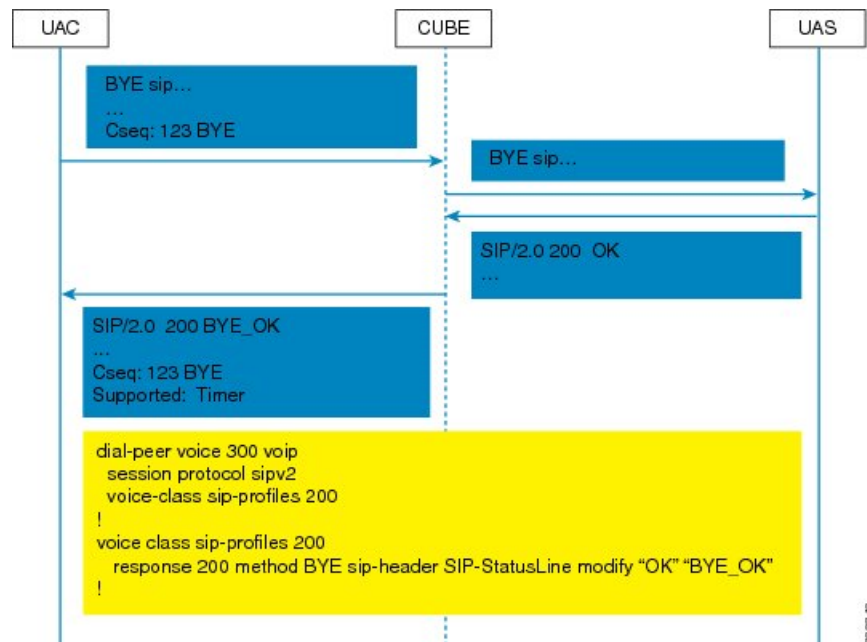 UAC
CUBE
UAS
BYE sip...
...
Cseq: 123 BYE
BYE sip...
SIP/2.0 200 OK
...
SIP/2.0 200 BYE_OK
...
Cseq: 123 BYE
Supported: Timer
dial-peer voice 300 voip
session protocol sipv2
voice-class sip-profiles 200
!
voice class sip-profiles 200
response 200 method BYE sip-header SIP-StatusLine modify “OK” “BYE_OK”
!